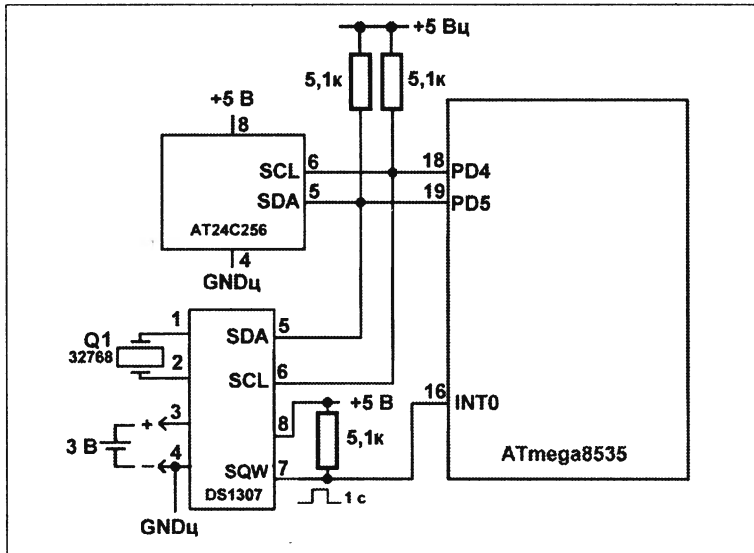 +5 Вц
5,1к
5,1к
+5 В
8
SCL
6
18
PD4
SDA
5
19
PD5
AT24C256
4
GNDц
1
SDA
5
Q1
32768
2
SCL
6
+5 В
16
INT0
+
3
8
5,1к
3 В
4
–
SQW
7
ATmega8535
DS1307
1 с
GNDц